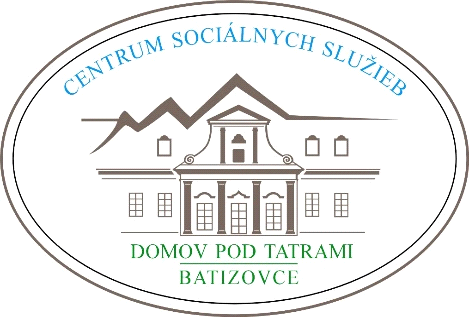 CENTRUM SOCIÁLNYCH SLUŽIEB
DOMOV POD TATRAMI
BATIZOVCE